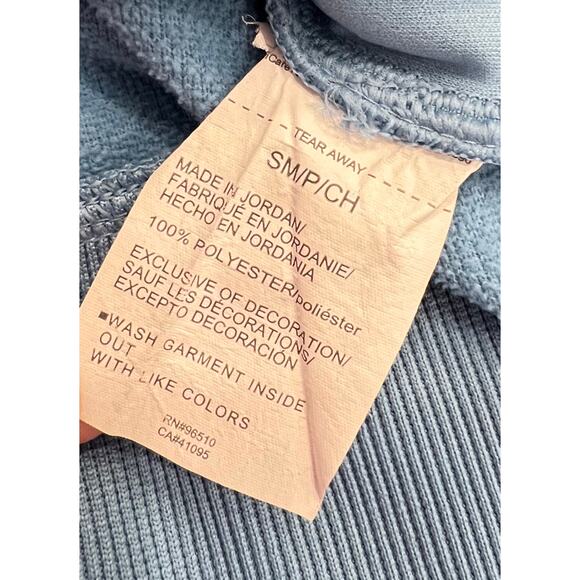 TEAR AWAY
SM/P/CH
MADE IN JORDAN/
FABRIQUÉ EN JORDANIE/
HECHO EN JORDANIA
100% POLYESTER/poliéster
EXCLUSIVE OF DECORATION/
SAUF LES DÉCORATIONS/
EXCEPTO DECORACIÓN
■WASH GARMENT INSIDE
OUT
WITH LIKE COLORS
RN#96510
CA#41095